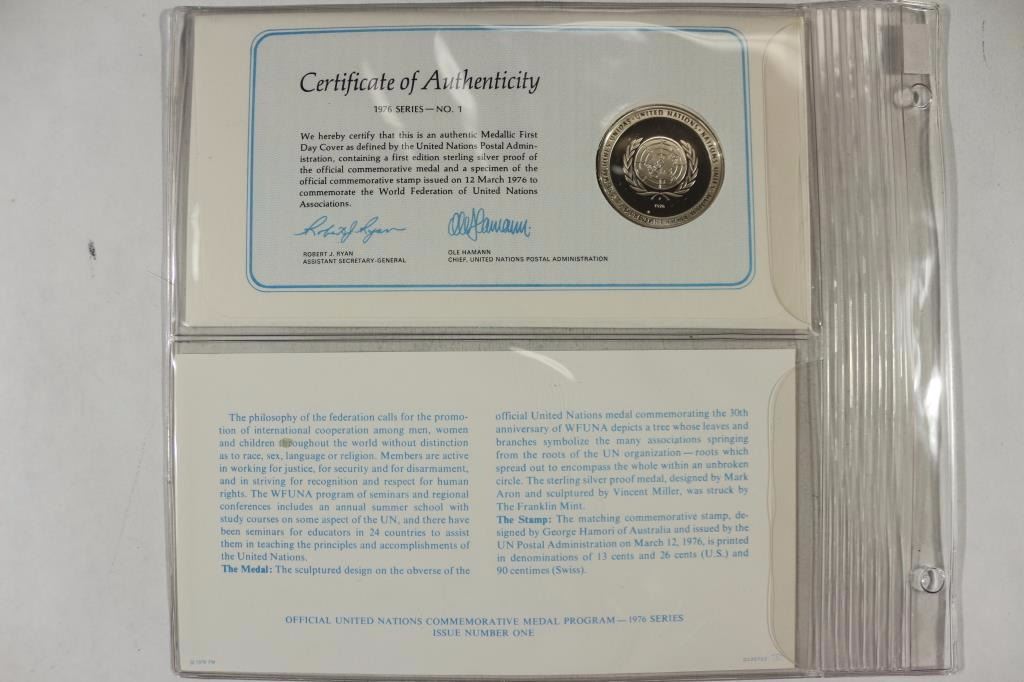 Certificate of Authenticity
1976 SERIES — NO. 1
We hereby certify that this is an authentic Medallic First
Day Cover as defined by the United Nations Postal Admin-
istration, containing a first edition sterling silver proof of
the official commemorative medal and a specimen of the
official commemorative stamp issued on 12 March 1976 to
commemorate the World Federation of United Nations
Associations.
Robert J. Ryan
Ole Hamann
ROBERT J. RYAN
ASSISTANT SECRETARY-GENERAL
OLE HAMANN
CHIEF, UNITED NATIONS POSTAL ADMINISTRATION
UNIDAS · UNITED NATIONS · NATIONS UNIES
1976
The philosophy of the federation calls for the promo-
tion of international cooperation among men, women
and children throughout the world without distinction
as to race, sex, language or religion. Members are active
in working for justice, for security and for disarmament,
and in striving for recognition and respect for human
rights. The WFUNA program of seminars and regional
conferences includes an annual summer school with
study courses on some aspect of the UN, and there have
been seminars for educators in 24 countries to assist
them in teaching the principles and accomplishments of
the United Nations.
The Medal: The sculptured design on the obverse of the
official United Nations medal commemorating the 30th
anniversary of WFUNA depicts a tree whose leaves and
branches symbolize the many associations springing
from the roots of the UN organization — roots which
spread out to encompass the whole within an unbroken
circle. The sterling silver proof medal, designed by Mark
Aron and sculptured by Vincent Miller, was struck by
The Franklin Mint.
The Stamp: The matching commemorative stamp, de-
signed by George Hamori of Australia and issued by the
UN Postal Administration on March 12, 1976, is printed
in denominations of 13 cents and 26 cents (U.S.) and
90 centimes (Swiss).
OFFICIAL UNITED NATIONS COMMEMORATIVE MEDAL PROGRAM — 1976 SERIES
ISSUE NUMBER ONE
© 1976 FM